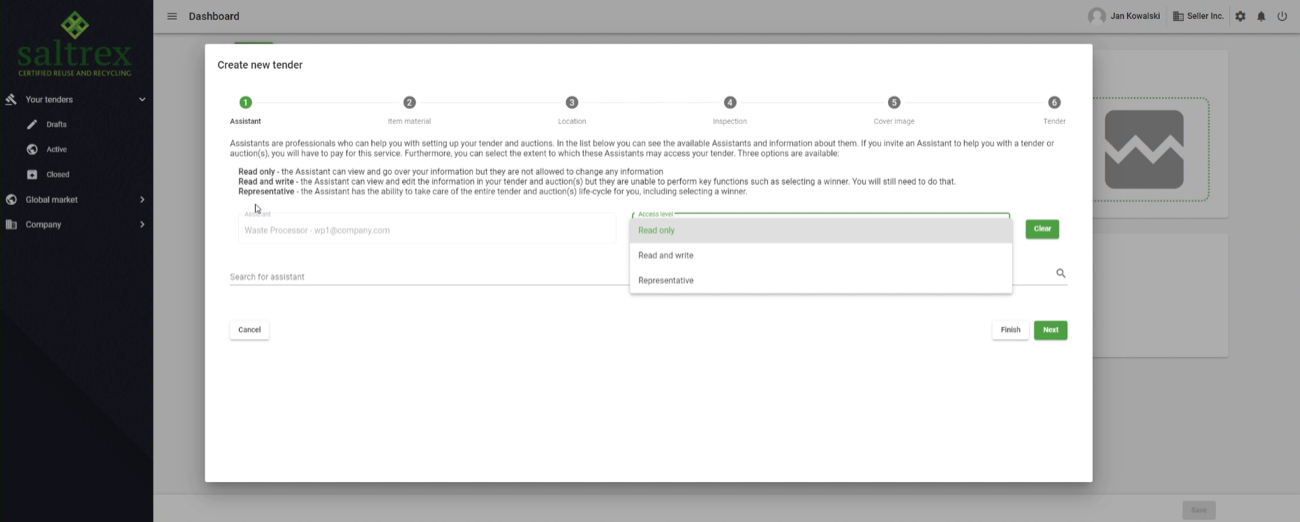 saltrex
CERTIFIED REUSE AND RECYCLING
Your tenders
Drafts
Active
Closed
Global market
Company
Dashboard
Jan Kowalski
Seller Inc.
Create new tender
1
2
3
4
5
6
Assistant
Item material
Location
Inspection
Cover image
Tender
Assistants are professionals who can help you with setting up your tender and auctions. In the list below you can see the available Assistants and information about them. If you invite an Assistant to help you with a tender or
auction(s), you will have to pay for this service. Furthermore, you can select the extent to which these Assistants may access your tender. Three options are available:
Read only - the Assistant can view and go over your information but they are not allowed to change any information
Read and write - the Assistant can view and edit the information in your tender and auction(s) but they are unable to perform key functions such as selecting a winner. You will still need to do that.
Representative - the Assistant has the ability to take care of the entire tender and auction(s) life-cycle for you, including selecting a winner.
Assistant
Waste Processor - wp1@company.com
Access level
Read only
Read and write
Representative
Clear
Search for assistant
Cancel
Finish
Next
Save